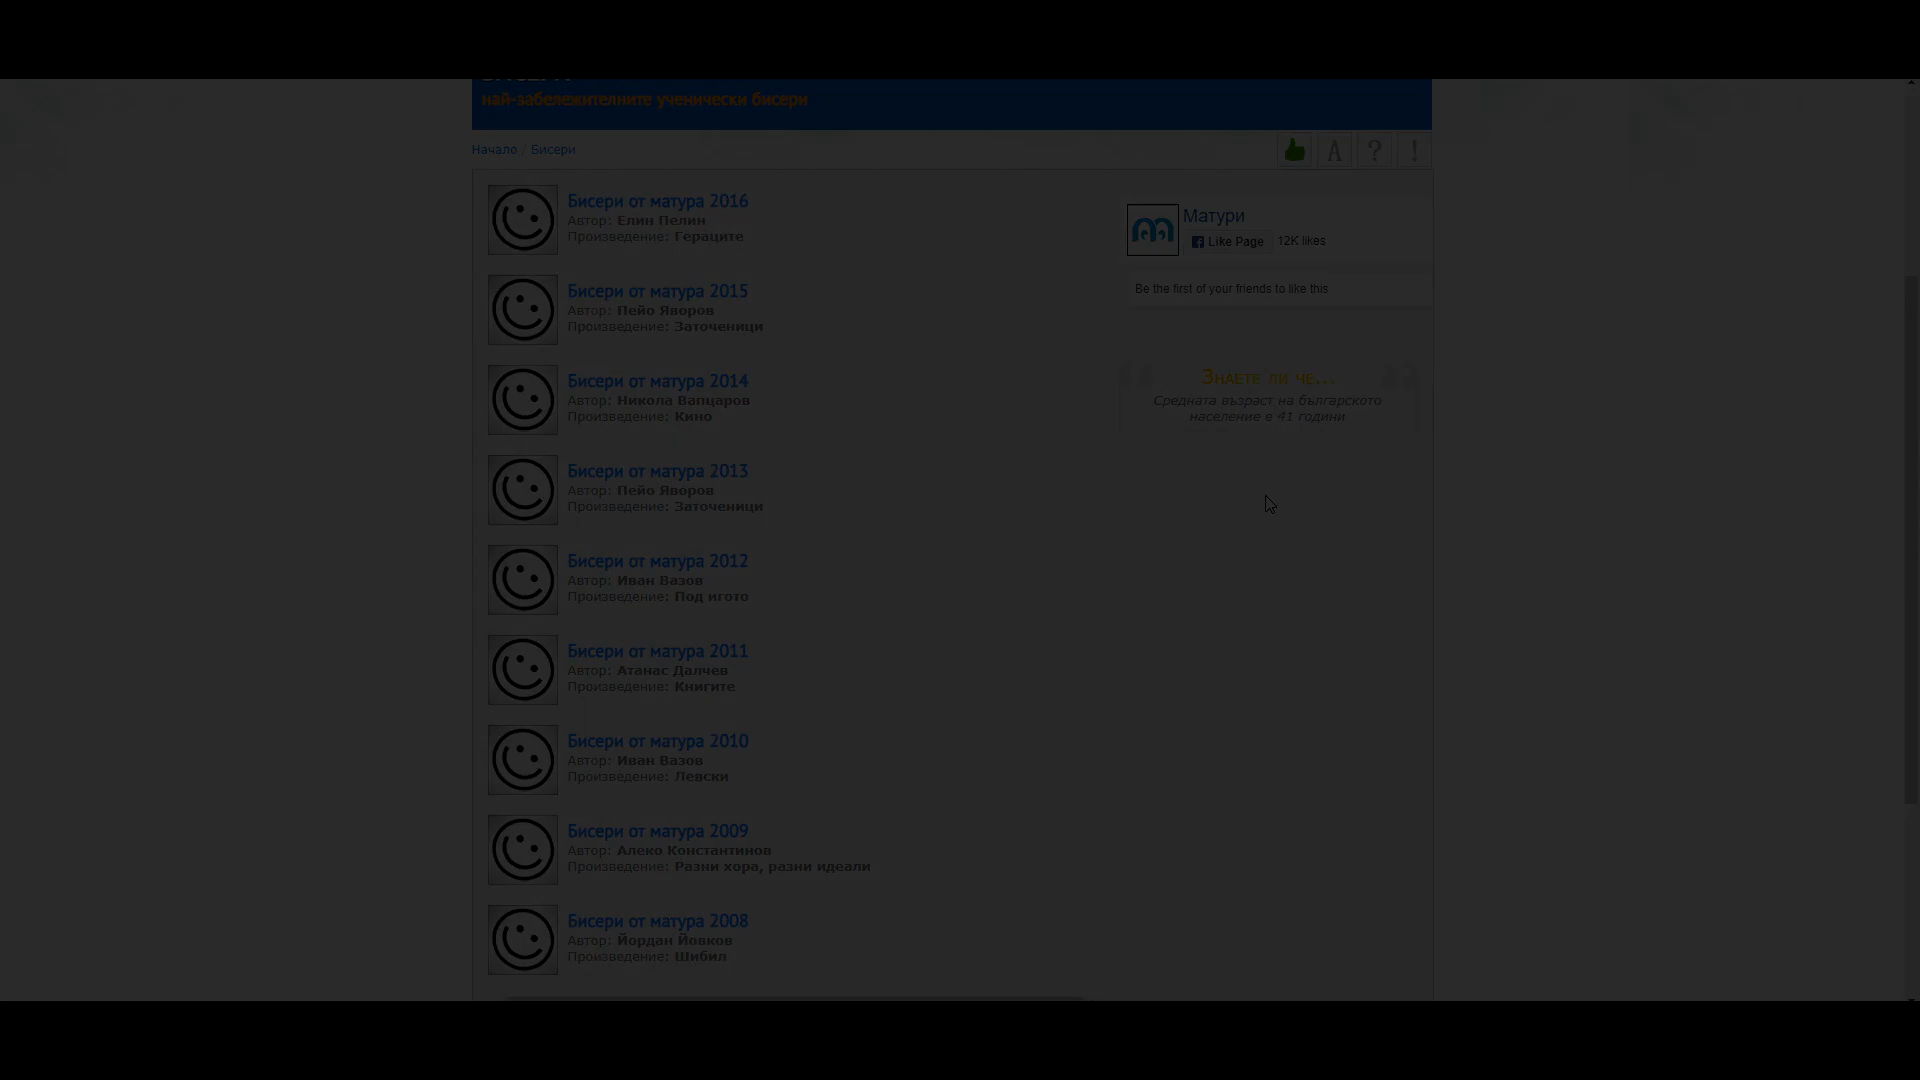 най-забележителните ученически бисери
Начало / Бисери
A ? !
Бисери от матура 2016
Автор: Елин Пелин
Произведение: Гераците
Бисери от матура 2015
Автор: Пейо Яворов
Произведение: Заточеници
Бисери от матура 2014
Автор: Никола Вапцаров
Произведение: Кино
Бисери от матура 2013
Автор: Пейо Яворов
Произведение: Заточеници
Бисери от матура 2012
Автор: Иван Вазов
Произведение: Под игото
Бисери от матура 2011
Автор: Атанас Далчев
Произведение: Книгите
Бисери от матура 2010
Автор: Иван Вазов
Произведение: Левски
Бисери от матура 2009
Автор: Алеко Константинов
Произведение: Разни хора, разни идеали
Бисери от матура 2008
Автор: Йордан Йовков
Произведение: Шибил
Матури
Like Page 12K likes
Be the first of your friends to like this
Знаете ли че...
Средната възраст на българското
население е 41 години